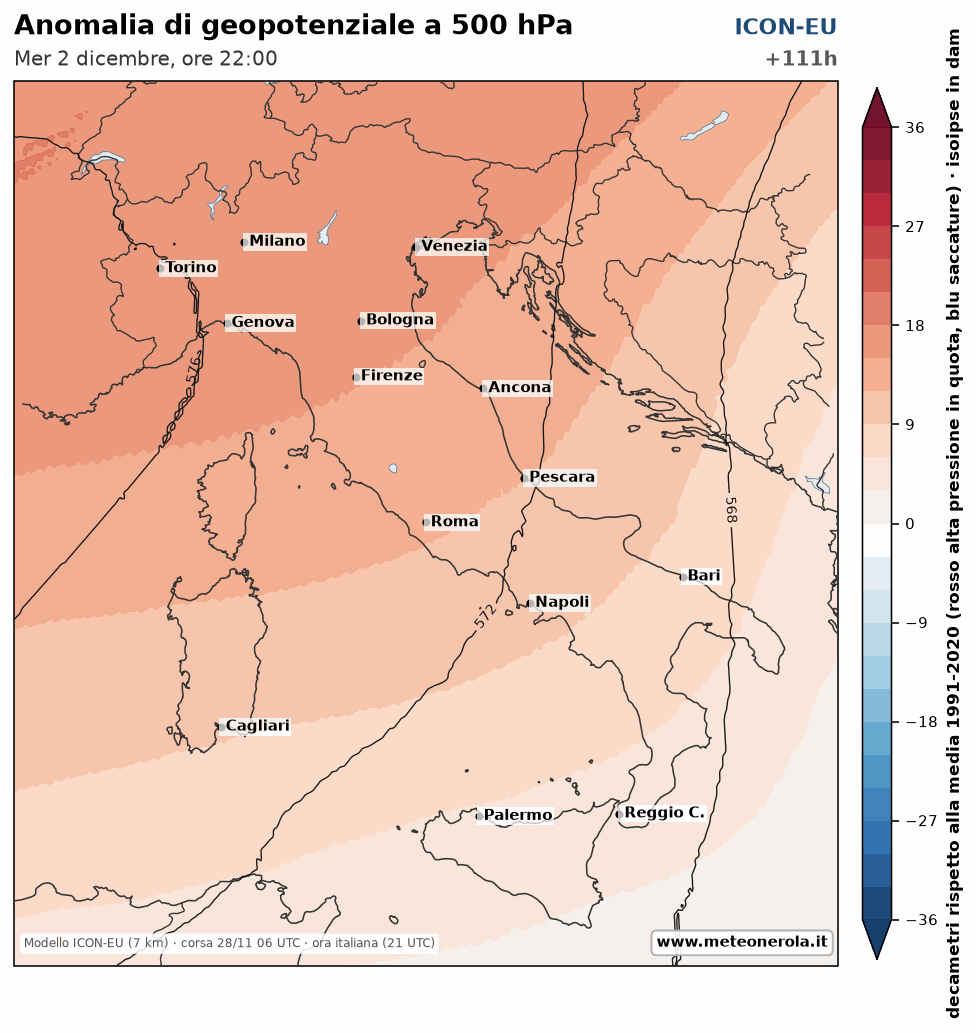 Anomalia di geopotenziale a 500 hPa
ICON-EU
Mer 2 dicembre, ore 22:00
+111h
Milano
Venezia
Torino
Genova
Bologna
576
Firenze
Ancona
Pescara
568
Roma
Bari
Napoli
572
Cagliari
Palermo
Reggio C.
Modello ICON-EU (7 km) · corsa 28/11 06 UTC · ora italiana (21 UTC)
www.meteonerola.it
36
27
18
9
0
−9
−18
−27
−36
decametri rispetto alla media 1991-2020 (rosso alta pressione in quota, blu saccature) · isoipse in dam